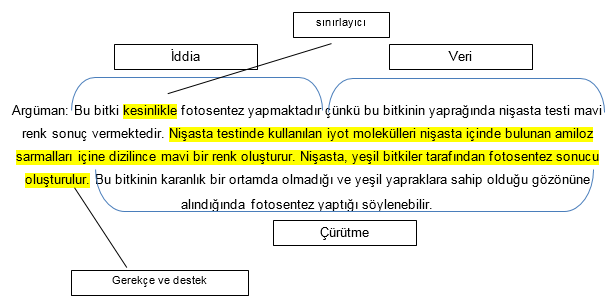 sınırlayıcı
İddia
Veri
Argüman: Bu bitki kesinlikle fotosentez yapmaktadır çünkü bu bitkinin yaprağında nişasta testi mavi
renk sonuç vermektedir. Nişasta testinde kullanılan iyot molekülleri nişasta içinde bulunan amiloz
sarmalları içine dizilince mavi bir renk oluşturur. Nişasta, yeşil bitkiler tarafından fotosentez sonucu
oluşturulur. Bu bitkinin karanlık bir ortamda olmadığı ve yeşil yapraklara sahip olduğu gözönüne
alındığında fotosentez yaptığı söylenebilir.
Çürütme
Gerekçe ve destek